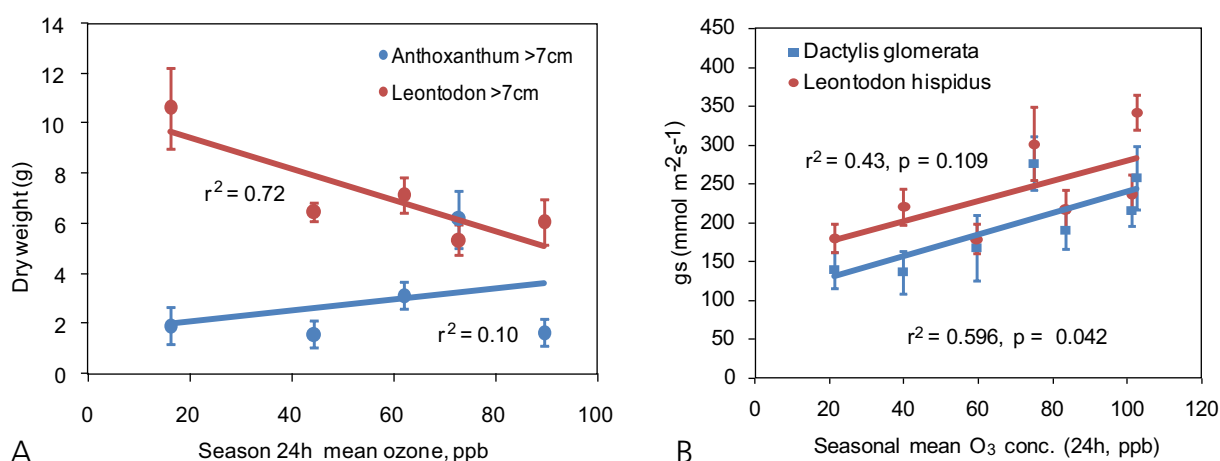 14
12
10
8
6
4
2
0
Dry weight (g)
Anthoxanthum >7cm
Leontodon >7cm
r² = 0.72
r² = 0.10
0 20 40 60 80 100
Season 24h mean ozone, ppb
A
450
400
350
300
250
200
150
100
50
0
gs (mmol m-2s-1)
Dactylis glomerata
Leontodon hispidus
r² = 0.43, p = 0.109
r² = 0.596, p = 0.042
0 20 40 60 80 100 120
Seasonal mean O₃ conc. (24h, ppb)
B